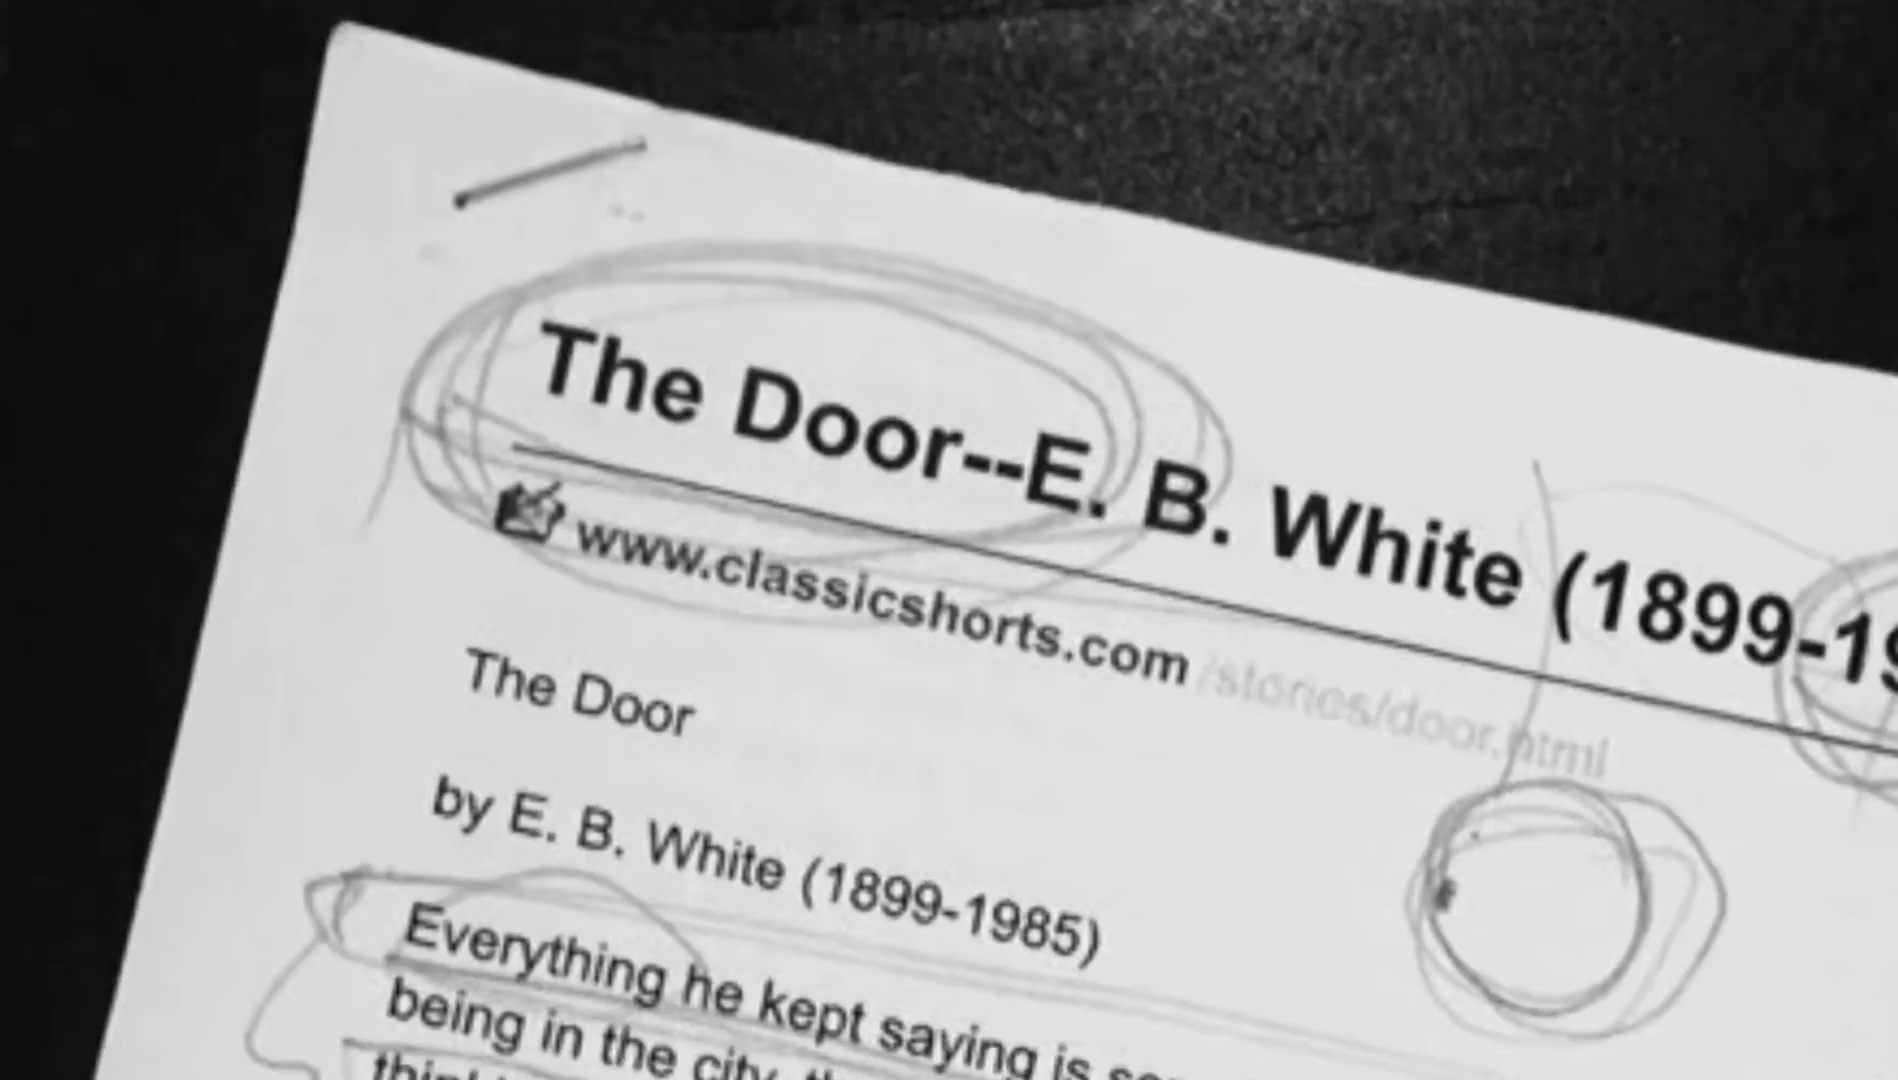 The Door--E. B. White (1899-19
www.classicshorts.com/stories/door.html
The Door
by E. B. White (1899-1985)
Everything he kept saying is
being in the city,